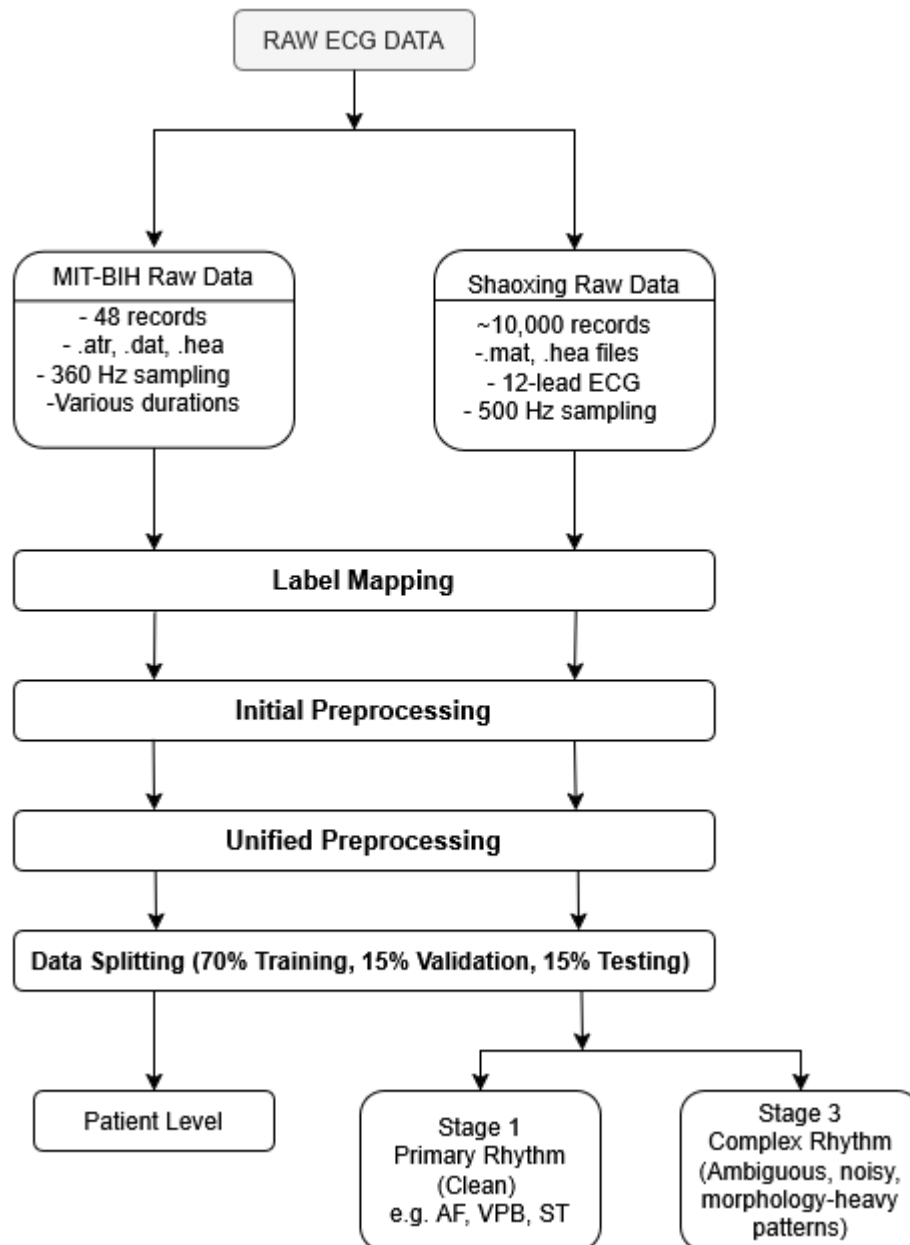 RAW ECG DATA
MIT-BIH Raw Data
- 48 records
- .atr, .dat, .hea
- 360 Hz sampling
-Various durations
Shaoxing Raw Data
~10,000 records
-.mat, .hea files
- 12-lead ECG
- 500 Hz sampling
Label Mapping
Initial Preprocessing
Unified Preprocessing
Data Splitting (70% Training, 15% Validation, 15% Testing)
Patient Level
Stage 1
Primary Rhythm
(Clean)
e.g. AF, VPB, ST
Stage 3
Complex Rhythm
(Ambiguous, noisy,
morphology-heavy
patterns)